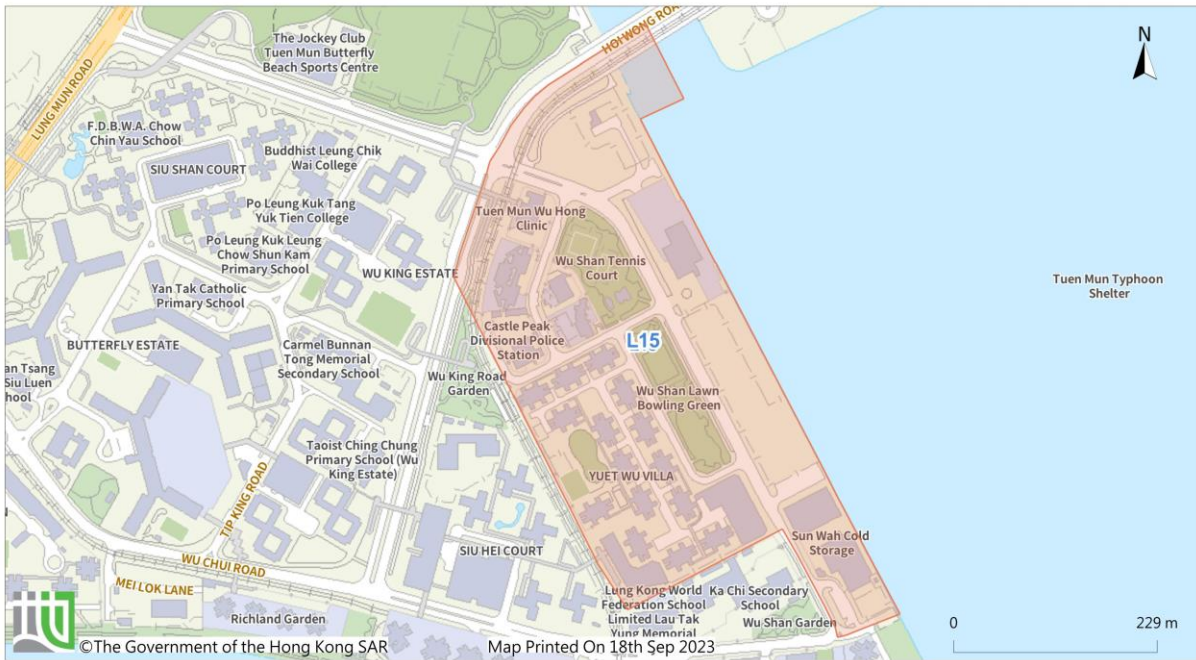 HOI WONG ROAD
N
The Jockey Club
Tuen Mun Butterfly
Beach Sports Centre
LUNG MUN ROAD
F.D.B.W.A. Chow
Chin Yau School
Buddhist Leung Chik
Wai College
SIU SHAN COURT
Po Leung Kuk Tang
Yuk Tien College
Tuen Mun Wu Hong
Clinic
Po Leung Kuk Leung
Chow Shun Kam
Primary School
WU KING ESTATE
Wu Shan Tennis
Court
Tuen Mun Typhoon
Shelter
Yan Tak Catholic
Primary School
Castle Peak
Divisional Police
Station
L15
BUTTERFLY ESTATE
Carmel Bunnan
Tong Memorial
Secondary School
an Tsang
Siu Luen
hool
Wu King Road
Garden
Wu Shan Lawn
Bowling Green
Taoist Ching Chung
Primary School (Wu
King Estate)
YUET WU VILLA
TIP KING ROAD
Sun Wah Cold
Storage
SIU HEI COURT
WU CHUI ROAD
MEI LOK LANE
Lung Kong World
Federation School
Limited Lau Tak
Yung Memorial
Ka Chi Secondary
School
Wu Shan Garden
Richland Garden
0
229 m
©The Government of the Hong Kong SAR
Map Printed On 18th Sep 2023